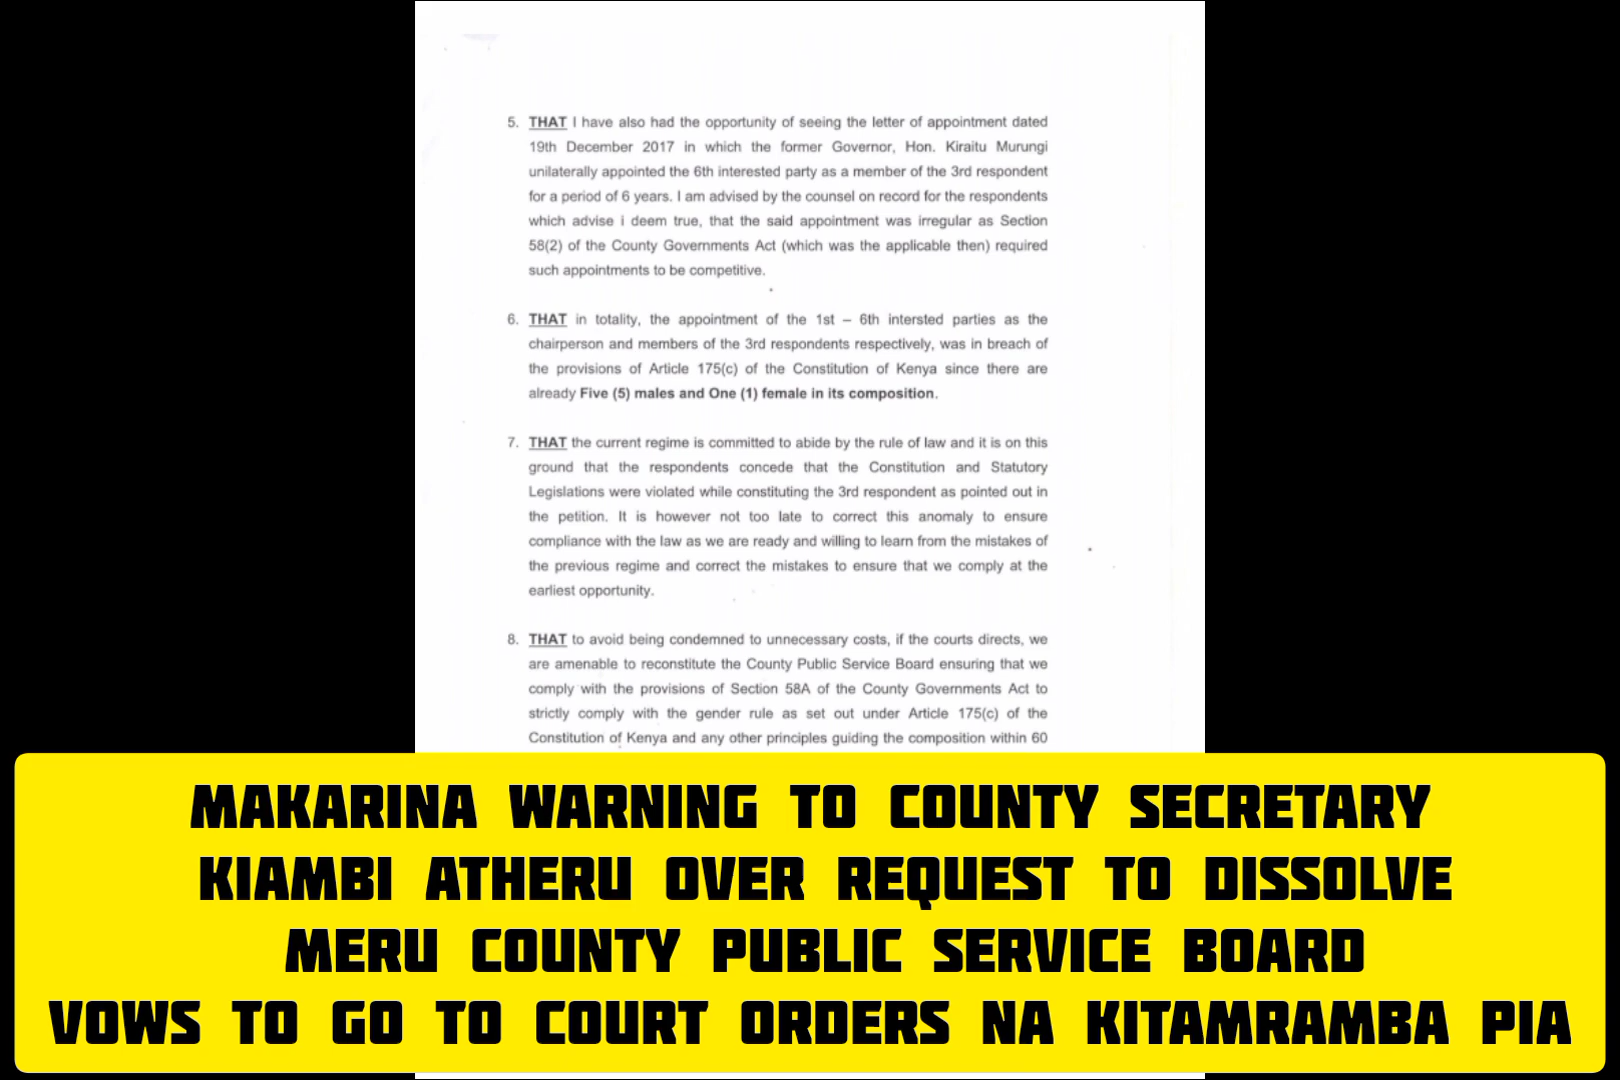 5. THAT I have also had the opportunity of seeing the letter of appointment dated
19th December 2017 in which the former Governor, Hon. Kiraitu Murungi
unilaterally appointed the 6th interested party as a member of the 3rd respondent
for a period of 6 years. I am advised by the counsel on record for the respondents
which advise i deem true, that the said appointment was irregular as Section
58(2) of the County Governments Act (which was the applicable then) required
such appointments to be competitive.
6. THAT in totality, the appointment of the 1st – 6th intersted parties as the
chairperson and members of the 3rd respondents respectively, was in breach of
the provisions of Article 175(c) of the Constitution of Kenya since there are
already Five (5) males and One (1) female in its composition.
7. THAT the current regime is committed to abide by the rule of law and it is on this
ground that the respondents concede that the Constitution and Statutory
Legislations were violated while constituting the 3rd respondent as pointed out in
the petition. It is however not too late to correct this anomaly to ensure
compliance with the law as we are ready and willing to learn from the mistakes of
the previous regime and correct the mistakes to ensure that we comply at the
earliest opportunity.
8. THAT to avoid being condemned to unnecessary costs, if the courts directs, we
are amenable to reconstitute the County Public Service Board ensuring that we
comply with the provisions of Section 58A of the County Governments Act to
strictly comply with the gender rule as set out under Article 175(c) of the
Constitution of Kenya and any other principles guiding the composition within 60
MAKARINA WARNING TO COUNTY SECRETARY
KIAMBI ATHERU OVER REQUEST TO DISSOLVE
MERU COUNTY PUBLIC SERVICE BOARD
VOWS TO GO TO COURT ORDERS NA KITAMRAMBA PIA